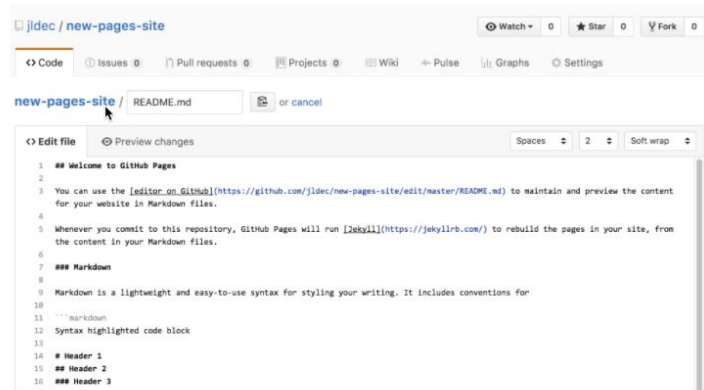 jldec / new-pages-site
Watch 0 Star 0 Fork 0
Code Issues 0 Pull requests 0 Projects 0 Wiki Pulse Graphs Settings
new-pages-site / README.md or cancel
Edit file Preview changes Spaces 2 Soft wrap
1 ## Welcome to GitHub Pages
2
3 You can use the [editor on GitHub](https://github.com/jldec/new-pages-site/edit/master/README.md) to maintain and preview the content
for your website in Markdown files.
4
5 Whenever you commit to this repository, GitHub Pages will run [Jekyll](https://jekyllrb.com/) to rebuild the pages in your site, from
the content in your Markdown files.
6
7 ### Markdown
8
9 Markdown is a lightweight and easy-to-use syntax for styling your writing. It includes conventions for
10
11 ```markdown
12 Syntax highlighted code block
13
14 # Header 1
15 ## Header 2
16 ### Header 3